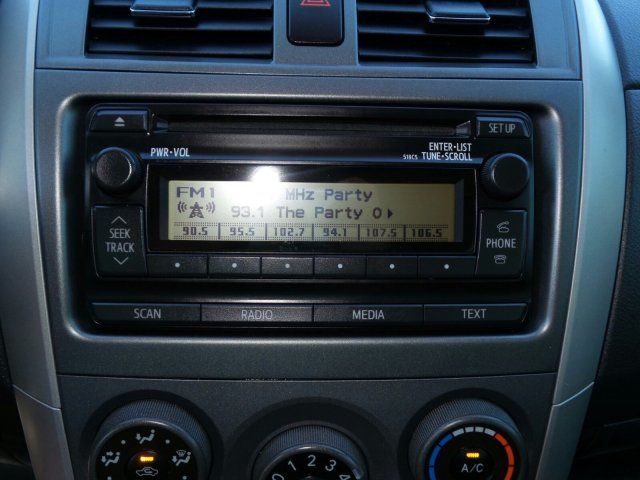 SET UP
PWR·VOL
ENTER·LIST
518CS TUNE·SCROLL
FM1 MHz Party
93.1 The Party O
90.5 95.5 102.7 94.1 107.5 106.5
SEEK
TRACK
PHONE
SCAN RADIO MEDIA TEXT
0 1 2 3 4
A/C